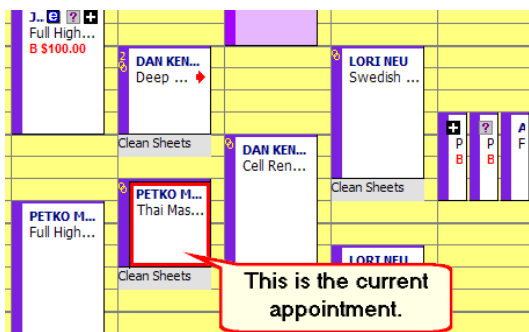 J.. e ? +
Full High...
B $100.00
2
DAN KEN...
Deep ...
Clean Sheets
PETKO M...
Thai Mas...
Clean Sheets
PETKO M...
Full High...
DAN KEN...
Cell Ren...
LORI NEU
Swedish ...
Clean Sheets
LORI NEU
+
P
B
?
P
B
A
F
This is the current
appointment.